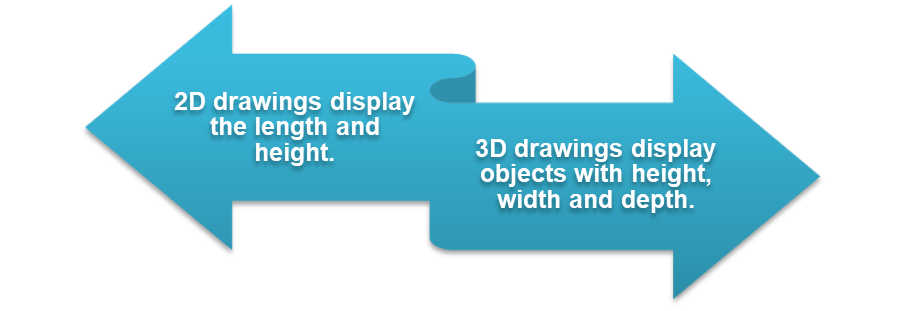 2D drawings display
the length and
height.
3D drawings display
objects with height,
width and depth.